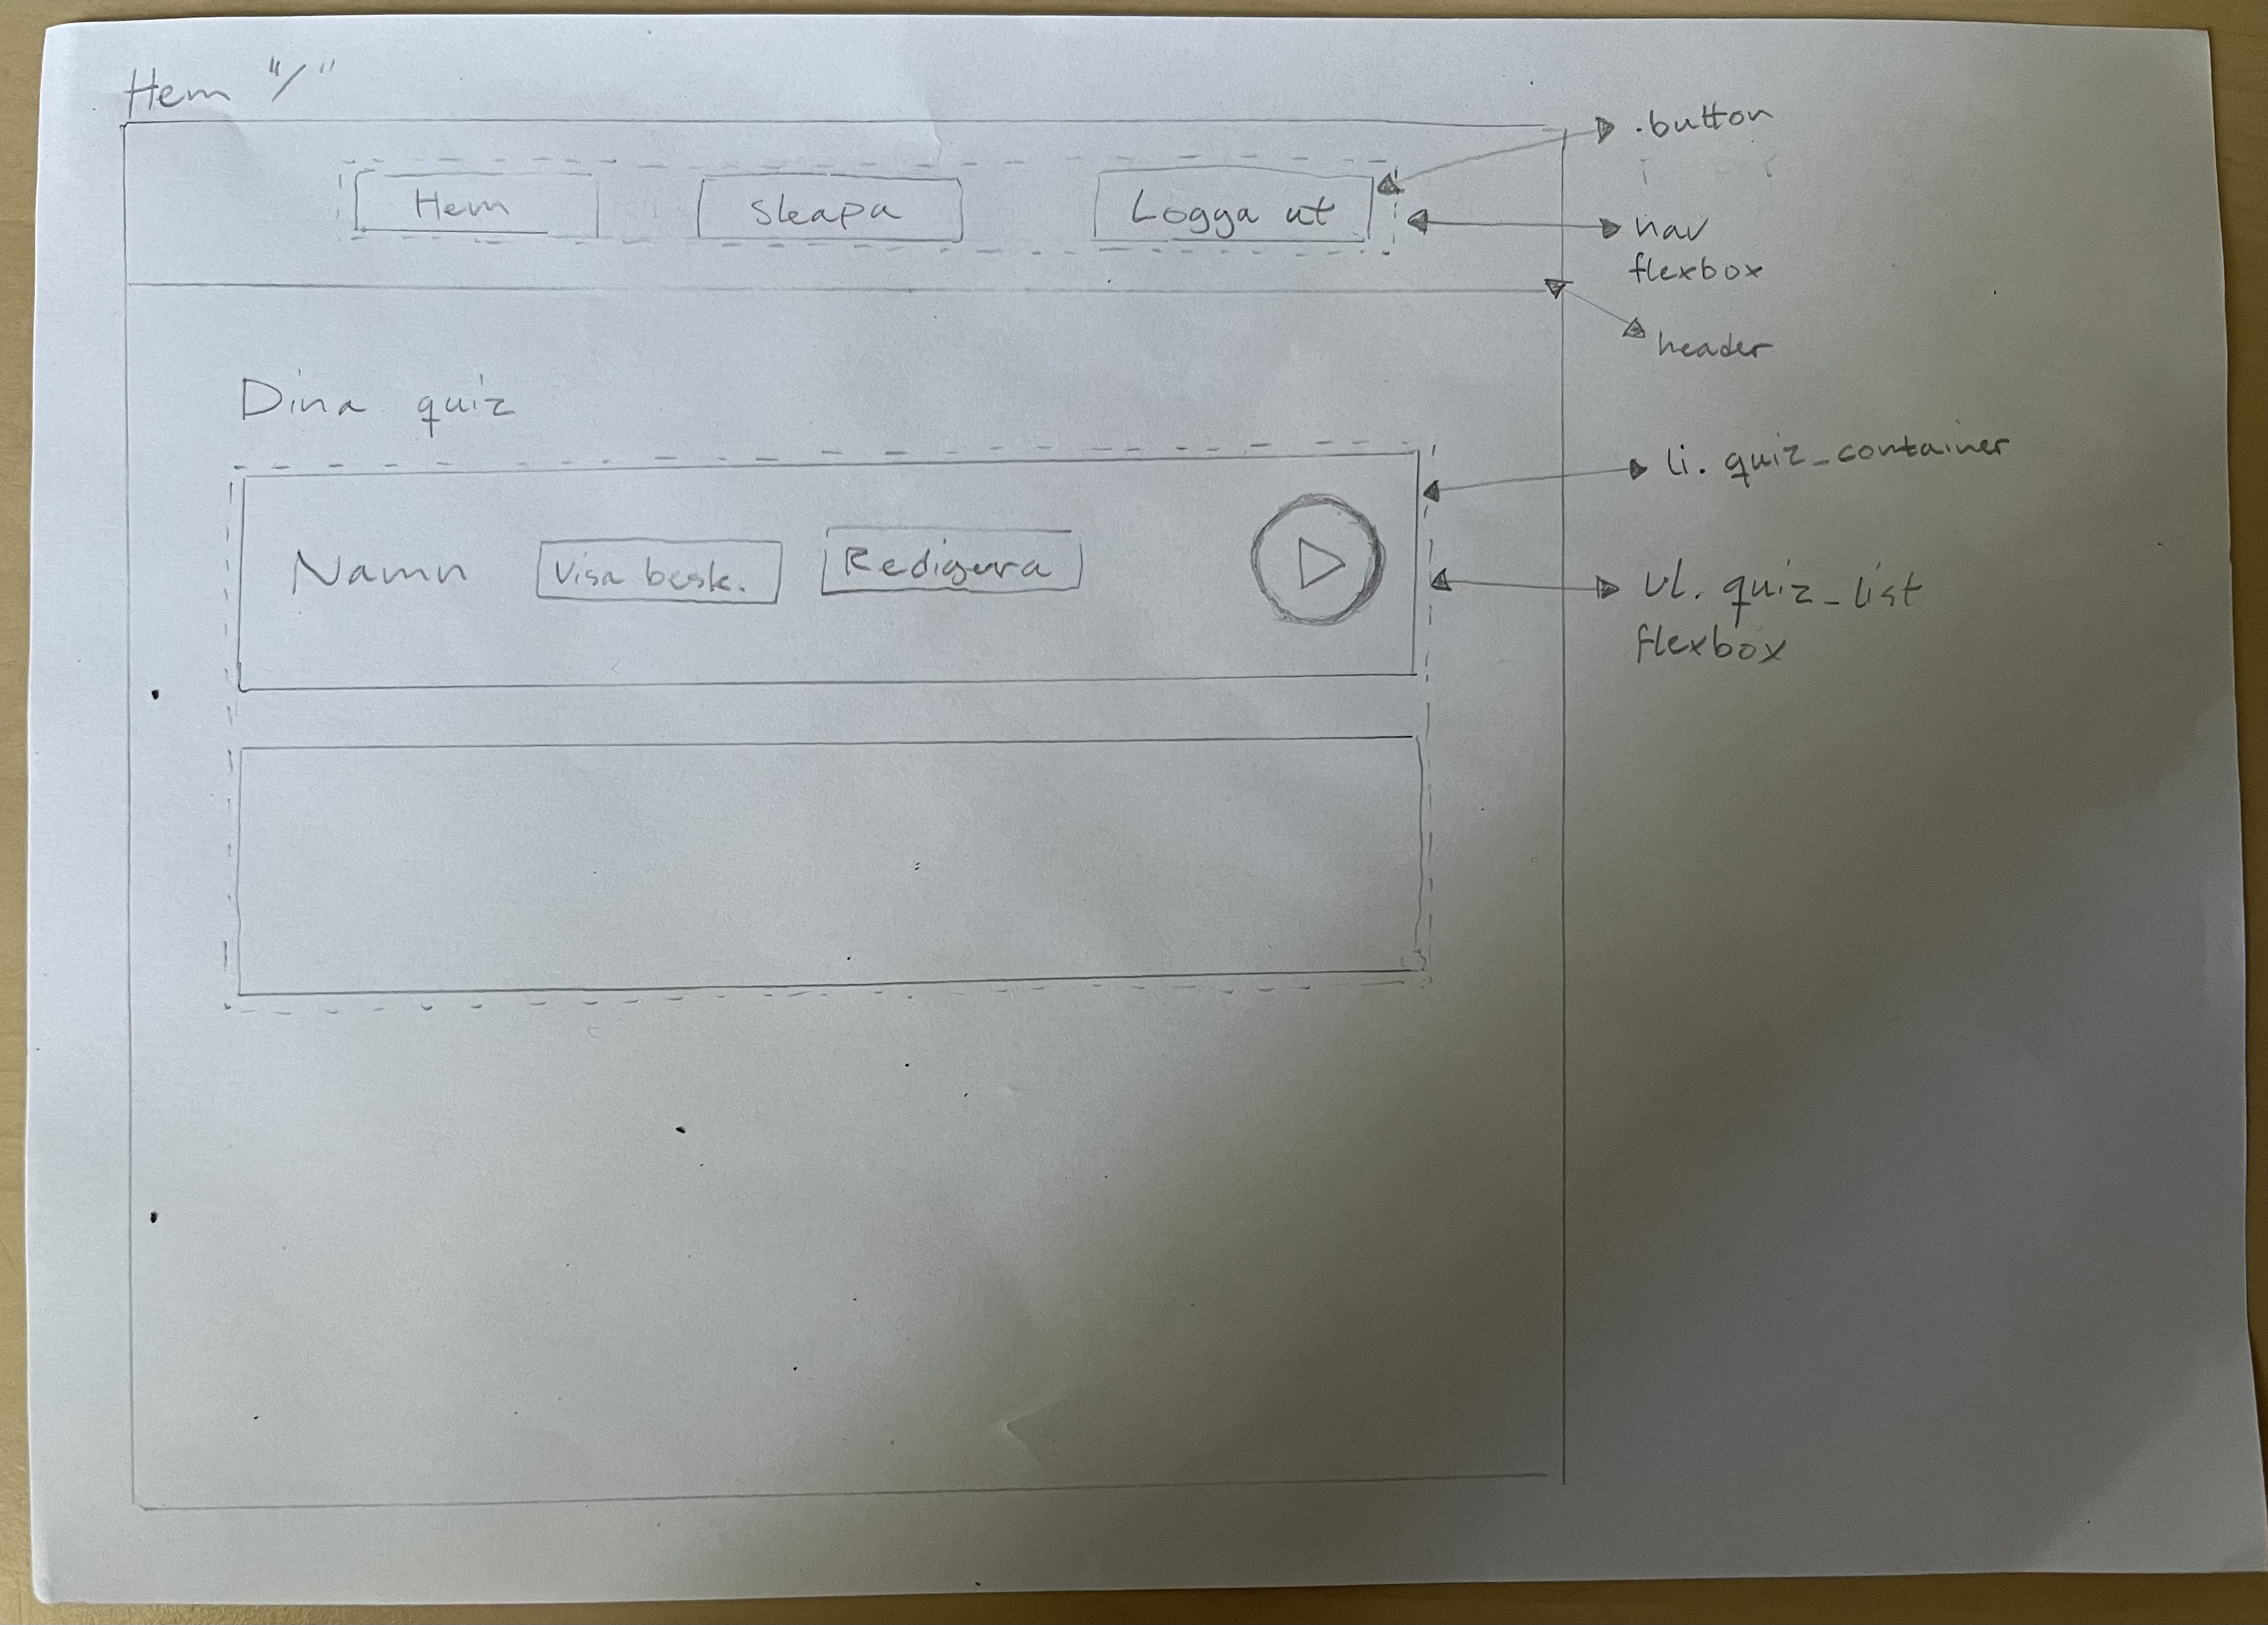 Hem "/"
Hem
Skapa
Logga ut
.button
nav
flexbox
header
Dina quiz
li. quiz_container
Namn
Visa besk.
Redigera
ul. quiz_list
flexbox